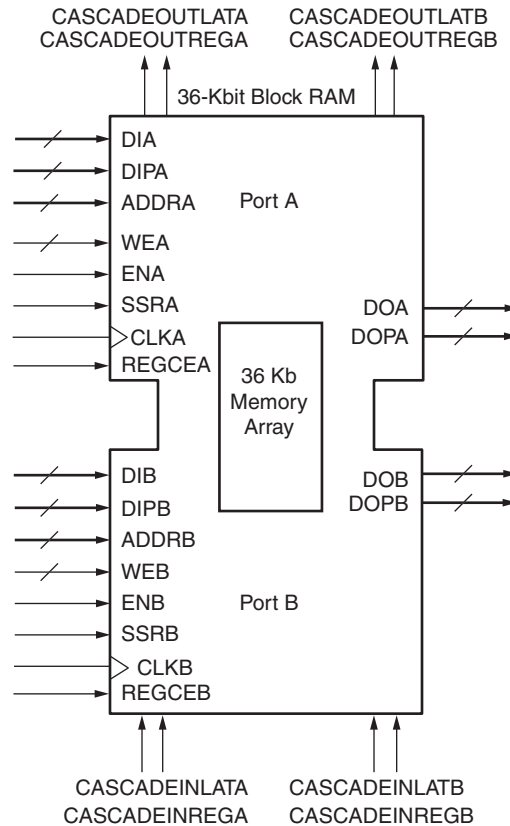 CASCADEOUTLATA CASCADEOUTLATB
CASCADEOUTREGA CASCADEOUTREGB
36-Kbit Block RAM
DIA
DIPA
ADDRA
Port A
WEA
ENA
SSRA
CLKA
REGCEA
DOA
DOPA
36 Kb
Memory
Array
DIB
DIPB
ADDRB
WEB
ENB
Port B
SSRB
CLKB
REGCEB
DOB
DOPB
CASCADEINLATA CASCADEINLATB
CASCADEINREGA CASCADEINREGB